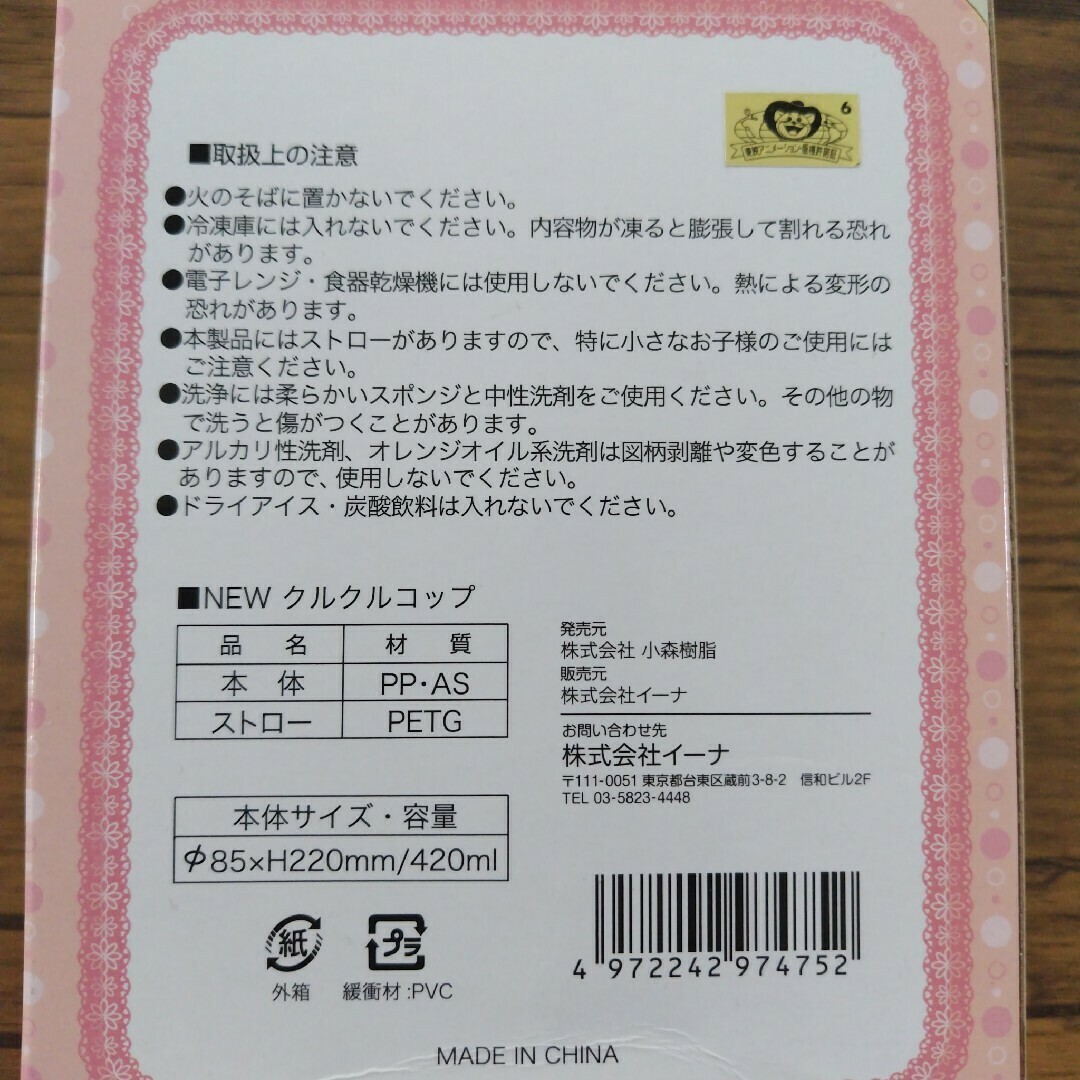 6
東映アニメーション・版権許諾証
■取扱上の注意
●火のそばに置かないでください。
●冷凍庫には入れないでください。内容物が凍ると膨張して割れる恐れ
があります。
●電子レンジ・食器乾燥機には使用しないでください。熱による変形の
恐れがあります。
●本製品にはストローがありますので、特に小さなお子様のご使用には
ご注意ください。
●洗浄には柔らかいスポンジと中性洗剤をご使用ください。その他の物
で洗うと傷がつくことがあります。
●アルカリ性洗剤、オレンジオイル系洗剤は図柄剥離や変色することが
ありますので、使用しないでください。
●ドライアイス・炭酸飲料は入れないでください。
■NEW クルクルコップ
品 名 材 質
本 体 PP・AS
ストロー PETG
本体サイズ・容量
φ85×H220mm/420ml
紙
外箱
プラ
緩衝材:PVC
発売元
株式会社 小森樹脂
販売元
株式会社イーナ
お問い合わせ先
株式会社イーナ
〒111-0051 東京都台東区蔵前3-8-2 信和ビル2F
TEL 03-5823-4448
4 972242 974752
MADE IN CHINA